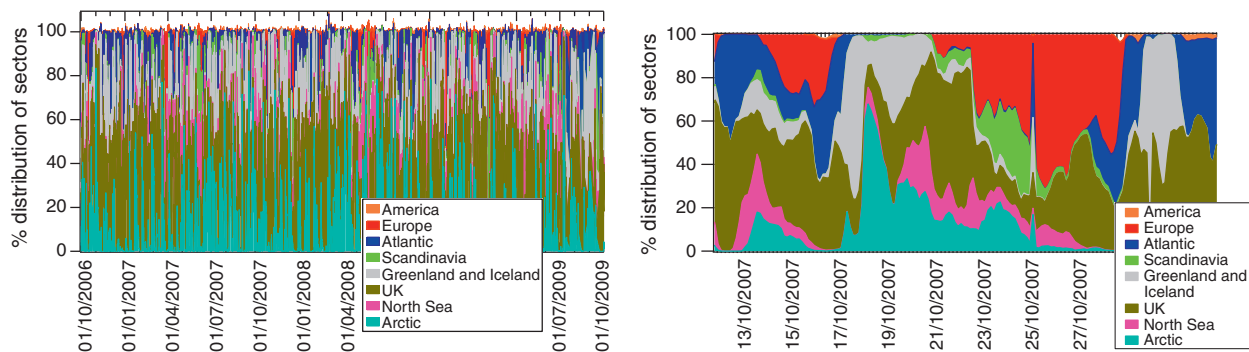 % distribution of sectors
100
80
60
40
20
0
01/10/2006
01/01/2007
01/04/2007
01/07/2007
01/10/2007
01/01/2008
01/04/2008
01/07/2009
01/10/2009
America
Europe
Atlantic
Scandinavia
Greenland and Iceland
UK
North Sea
Arctic
% distribution of sectors
100
80
60
40
20
0
13/10/2007
15/10/2007
17/10/2007
19/10/2007
21/10/2007
23/10/2007
25/10/2007
27/10/2007
America
Europe
Atlantic
Scandinavia
Greenland and
Iceland
UK
North Sea
Arctic